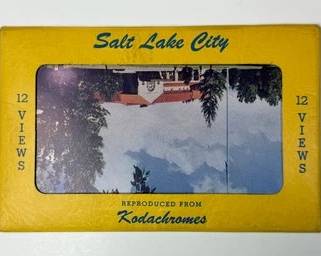 Salt Lake City
12
VIEWS
12
VIEWS
REPRODUCED FROM
Kodachromes